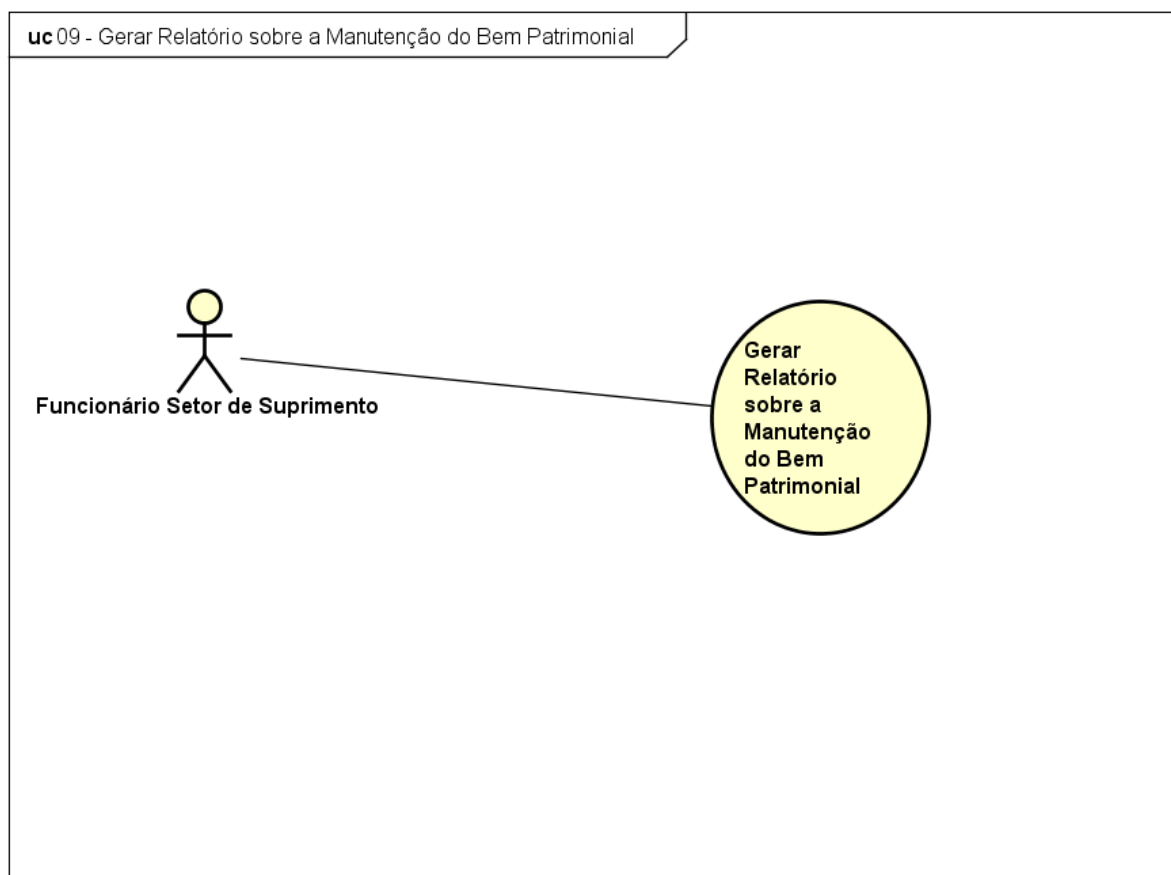 uc 09 - Gerar Relatório sobre a Manutenção do Bem Patrimonial
Funcionário Setor de Suprimento
Gerar
Relatório
sobre a
Manutenção
do Bem
Patrimonial